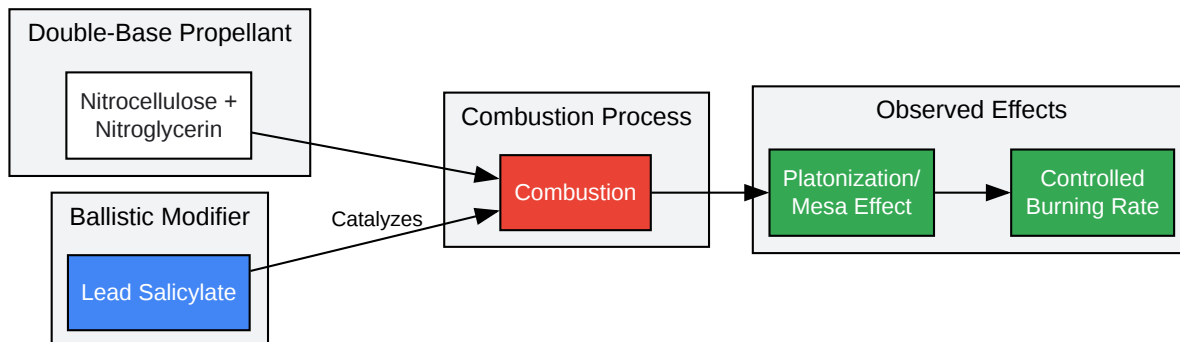 Double-Base Propellant
Nitrocellulose +
Nitroglycerin
Ballistic Modifier
Lead Salicylate
Catalyzes
Combustion Process
Combustion
Observed Effects
Platonization/
Mesa Effect
Controlled
Burning Rate